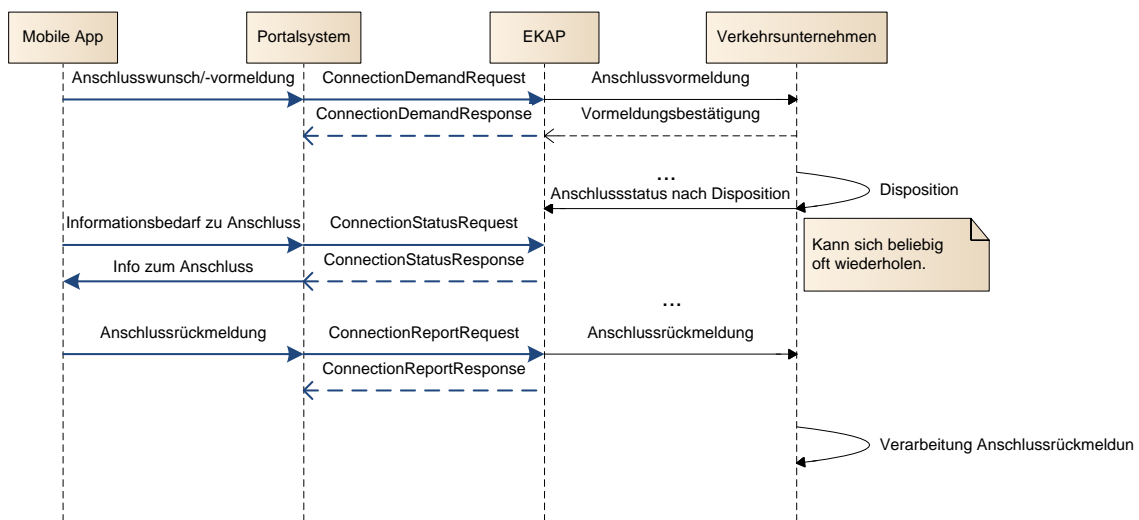 Mobile App
Portalsystem
EKAP
Verkehrsunternehmen
Anschlusswunsch/-vormeldung
ConnectionDemandRequest
Anschlussvormeldung
ConnectionDemandResponse
Vormeldungsbestätigung
...
Anschlussstatus nach Disposition
Disposition
Informationsbedarf zu Anschluss
ConnectionStatusRequest
Kann sich beliebig
oft wiederholen.
Info zum Anschluss
ConnectionStatusResponse
...
Anschlussrückmeldung
ConnectionReportRequest
Anschlussrückmeldung
ConnectionReportResponse
Verarbeitung Anschlussrückmeldun